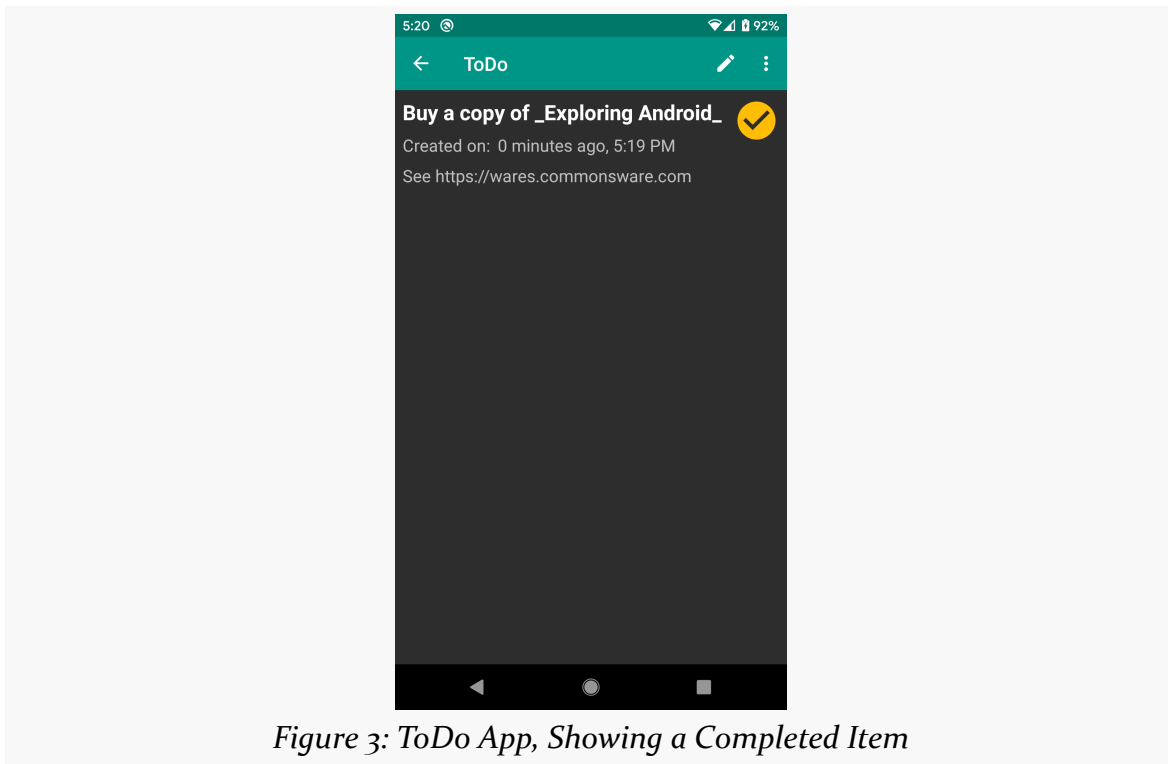 5:20 92%
ToDo
Buy a copy of _Exploring Android_
Created on: 0 minutes ago, 5:19 PM
See https://wares.commonsware.com
Figure 3: ToDo App, Showing a Completed Item